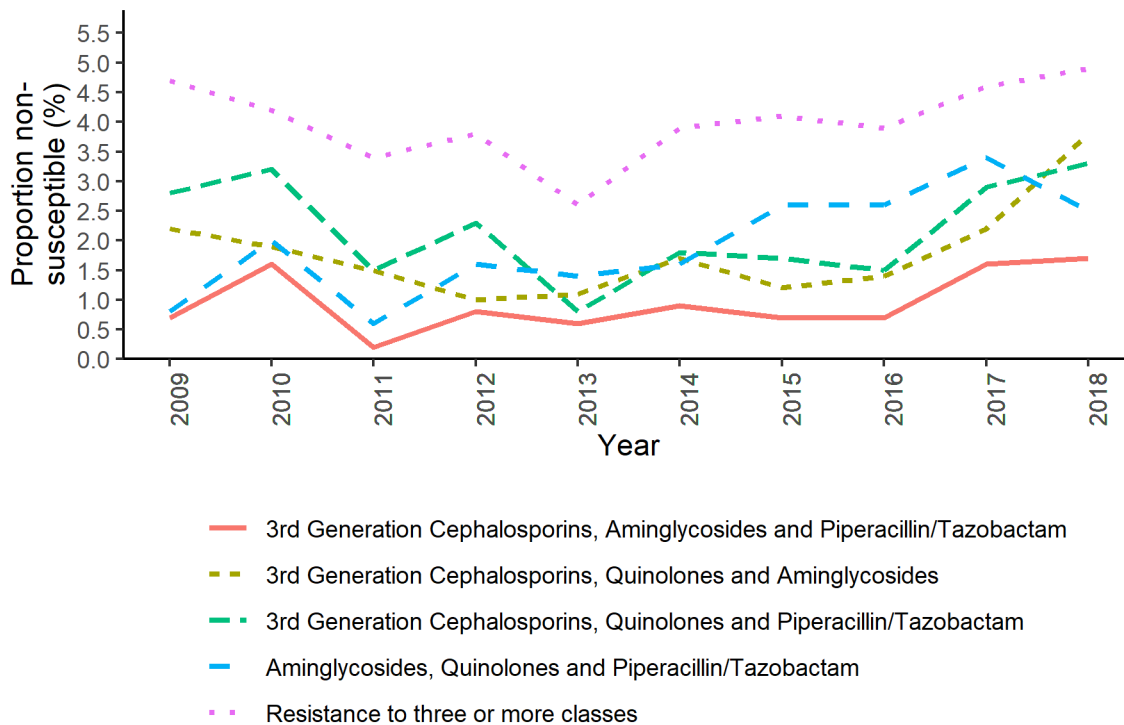 Proportion non-
susceptible (%)
5.5
5.0
4.5
4.0
3.5
3.0
2.5
2.0
1.5
1.0
0.5
0.0
2009
2010
2011
2012
2013
2014
2015
2016
2017
2018
Year
3rd Generation Cephalosporins, Aminglycosides and Piperacillin/Tazobactam
3rd Generation Cephalosporins, Quinolones and Aminglycosides
3rd Generation Cephalosporins, Quinolones and Piperacillin/Tazobactam
Aminglycosides, Quinolones and Piperacillin/Tazobactam
Resistance to three or more classes